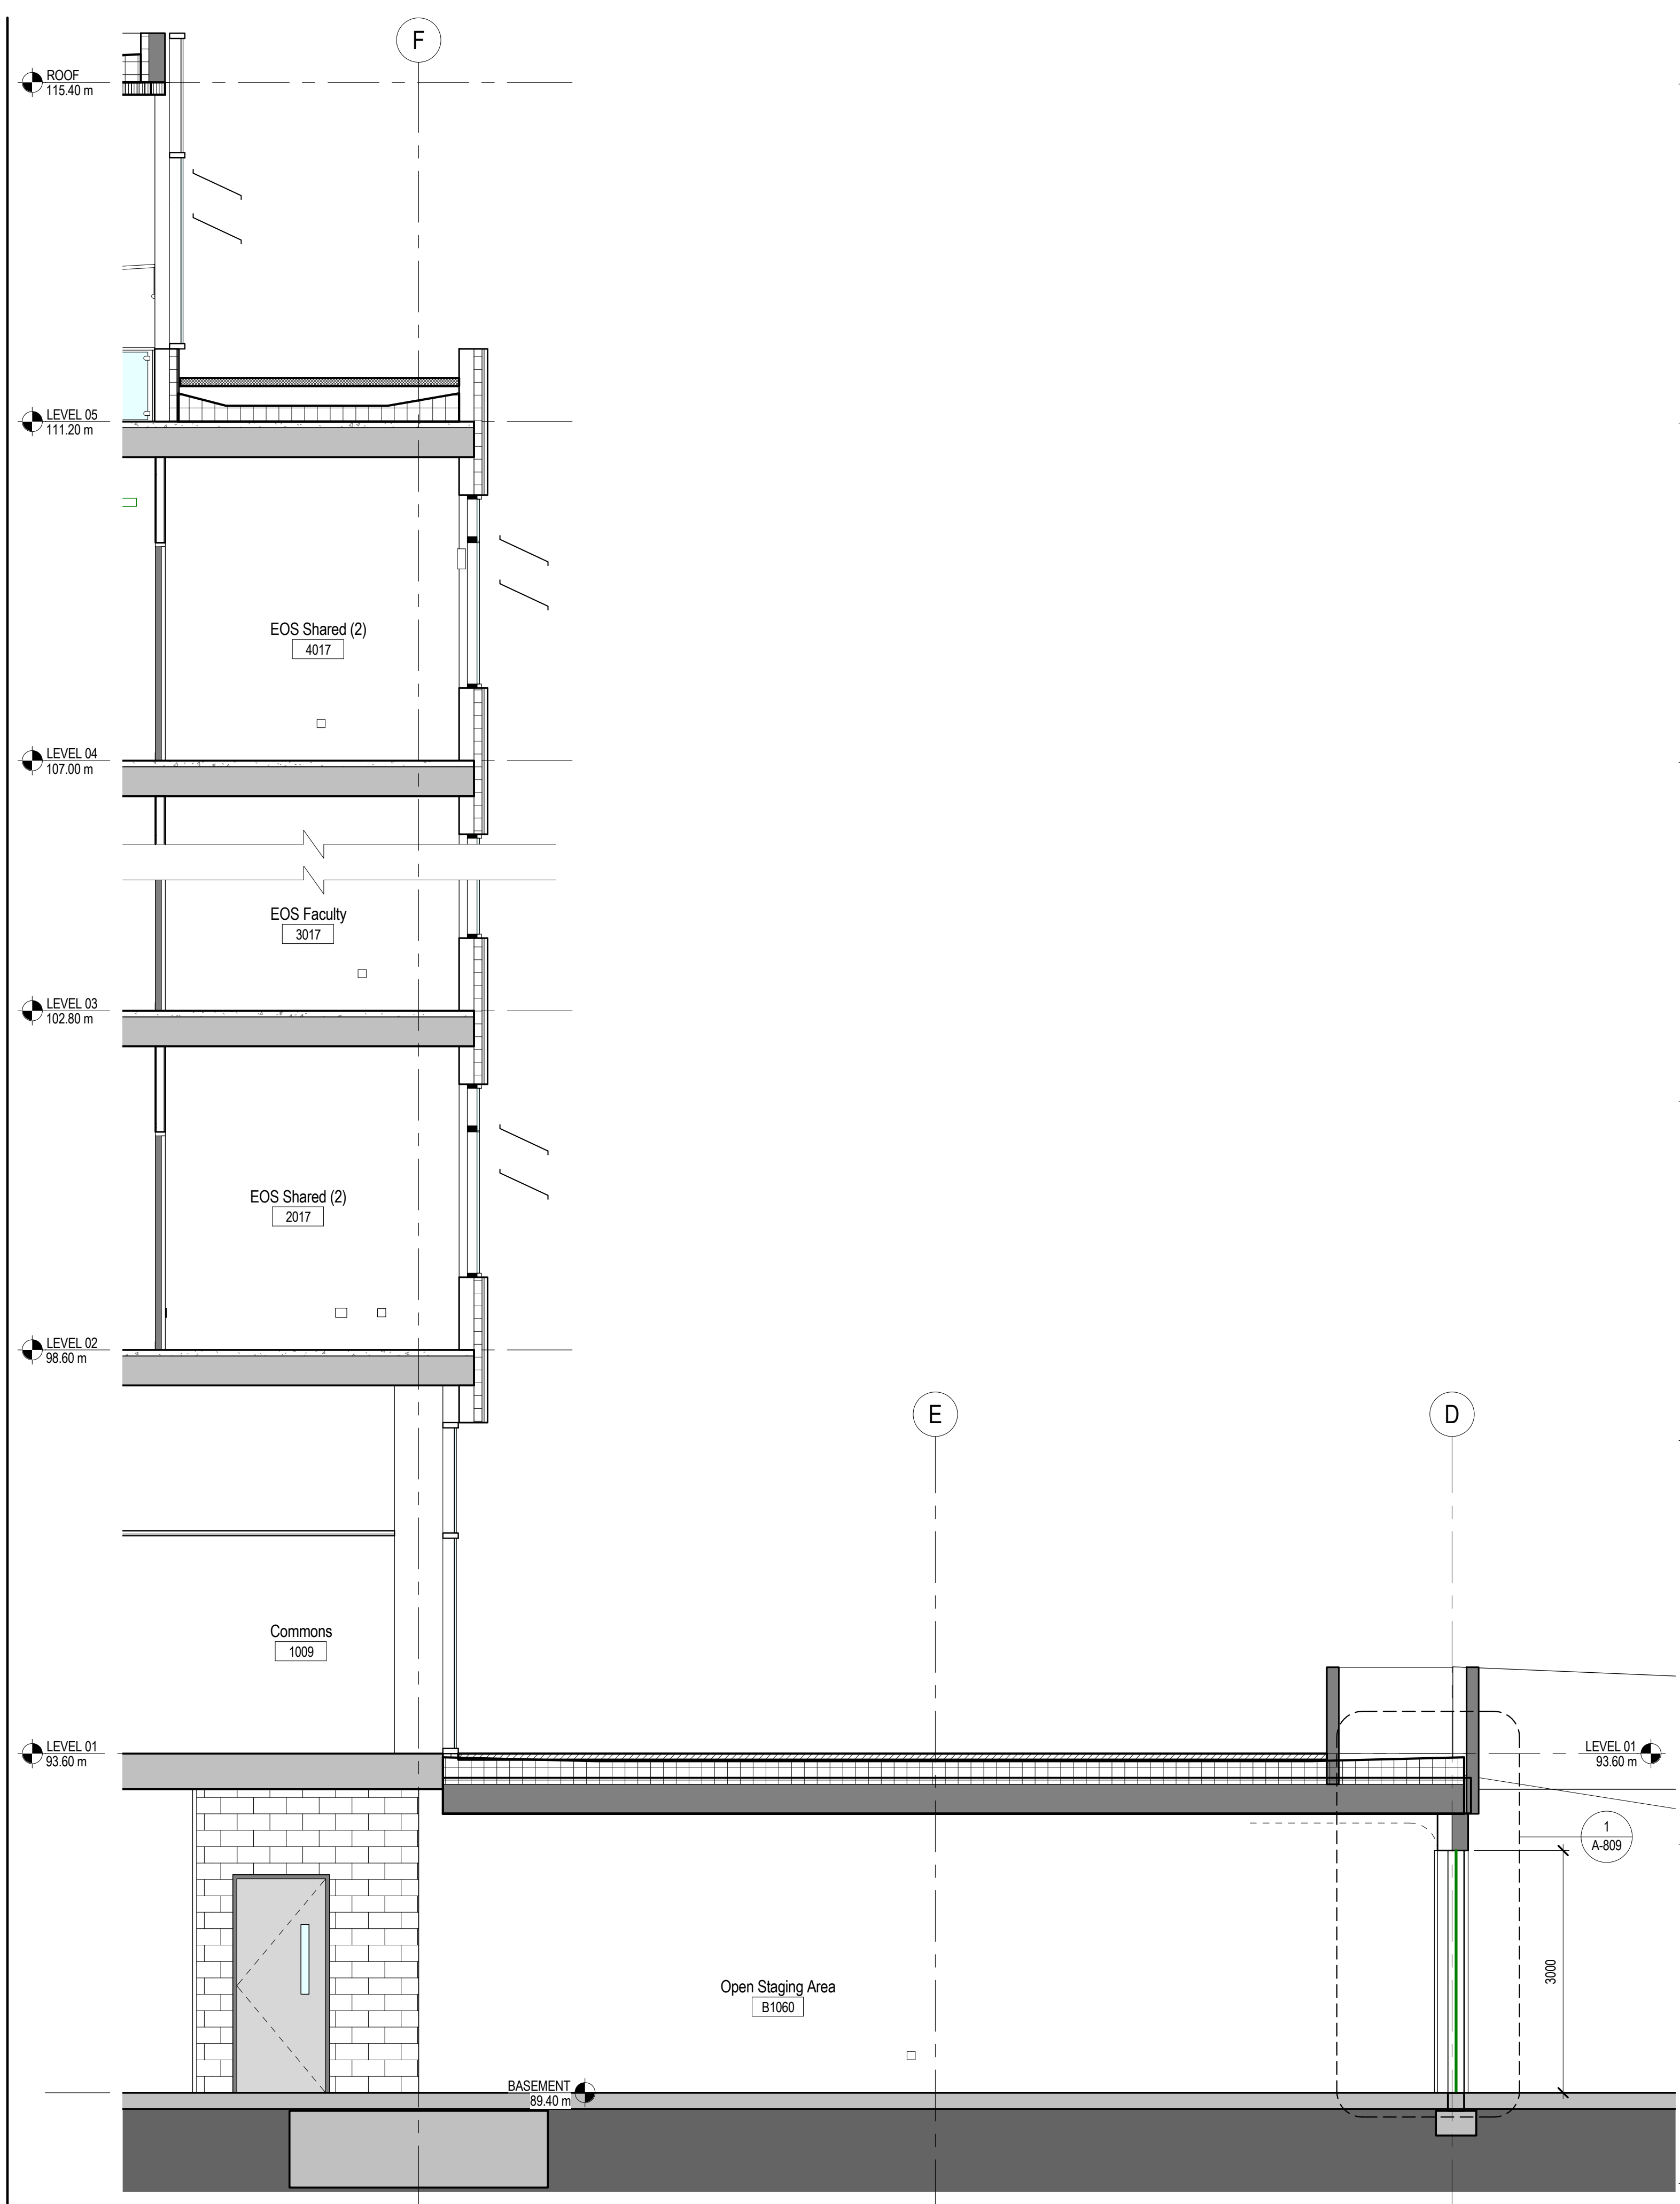 F
ROOF
115.40 m
LEVEL 05
111.20 m
EOS Shared (2)
4017
LEVEL 04
107.00 m
EOS Faculty
3017
LEVEL 03
102.80 m
EOS Shared (2)
2017
LEVEL 02
98.60 m
E
D
Commons
1009
LEVEL 01
93.60 m
LEVEL 01
93.60 m
1
A-809
3000
Open Staging Area
B1060
BASEMENT
89.40 m